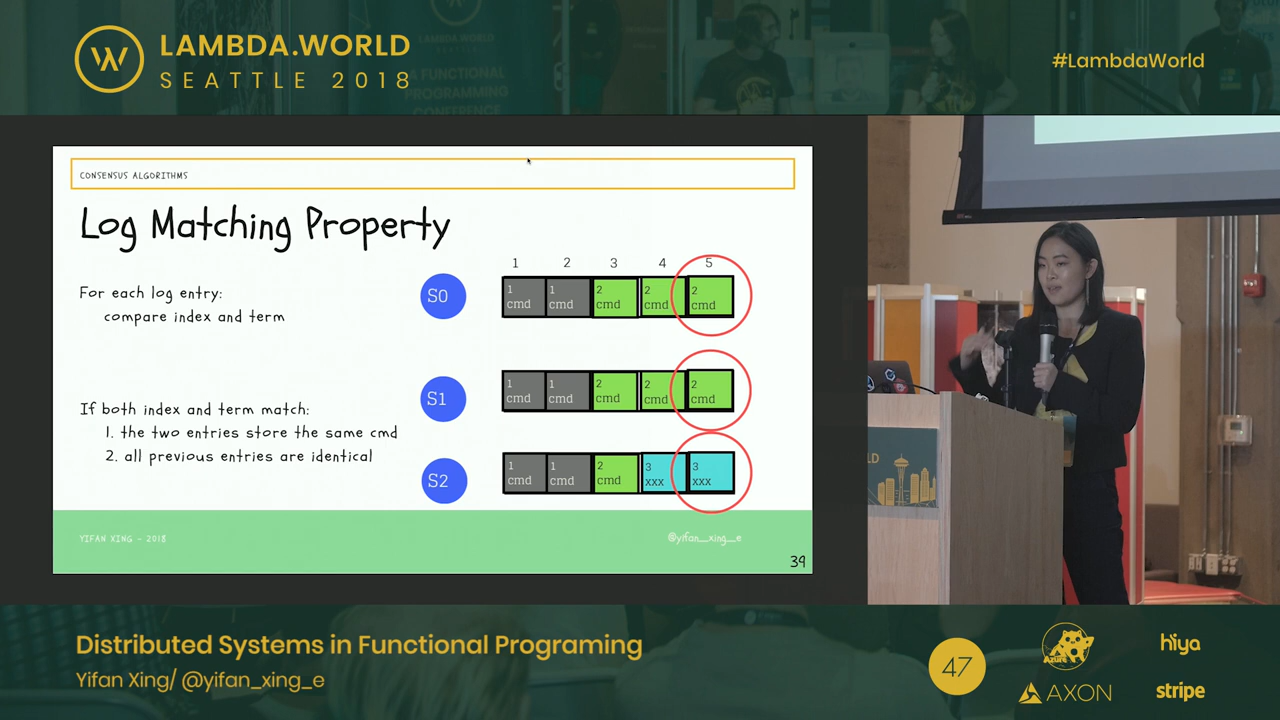 LAMBDA.WORLD
SEATTLE 2018
#LambdaWorld
CONSENSUS ALGORITHMS
Log Matching Property
For each log entry:
compare index and term
If both index and term match:
1. the two entries store the same cmd
2. all previous entries are identical
1 2 3 4 5
S0
1 1 2 2 2
cmd cmd cmd cmd cmd
S1
1 1 2 2 2
cmd cmd cmd cmd cmd
S2
1 1 2 3 3
cmd cmd cmd xxx xxx
YIFAN XING - 2018
@yifan_xing_e
39
LD
Distributed Systems in Functional Programing
Yifan Xing/ @yifan_xing_e
47
Azure
hiya
AXON
stripe